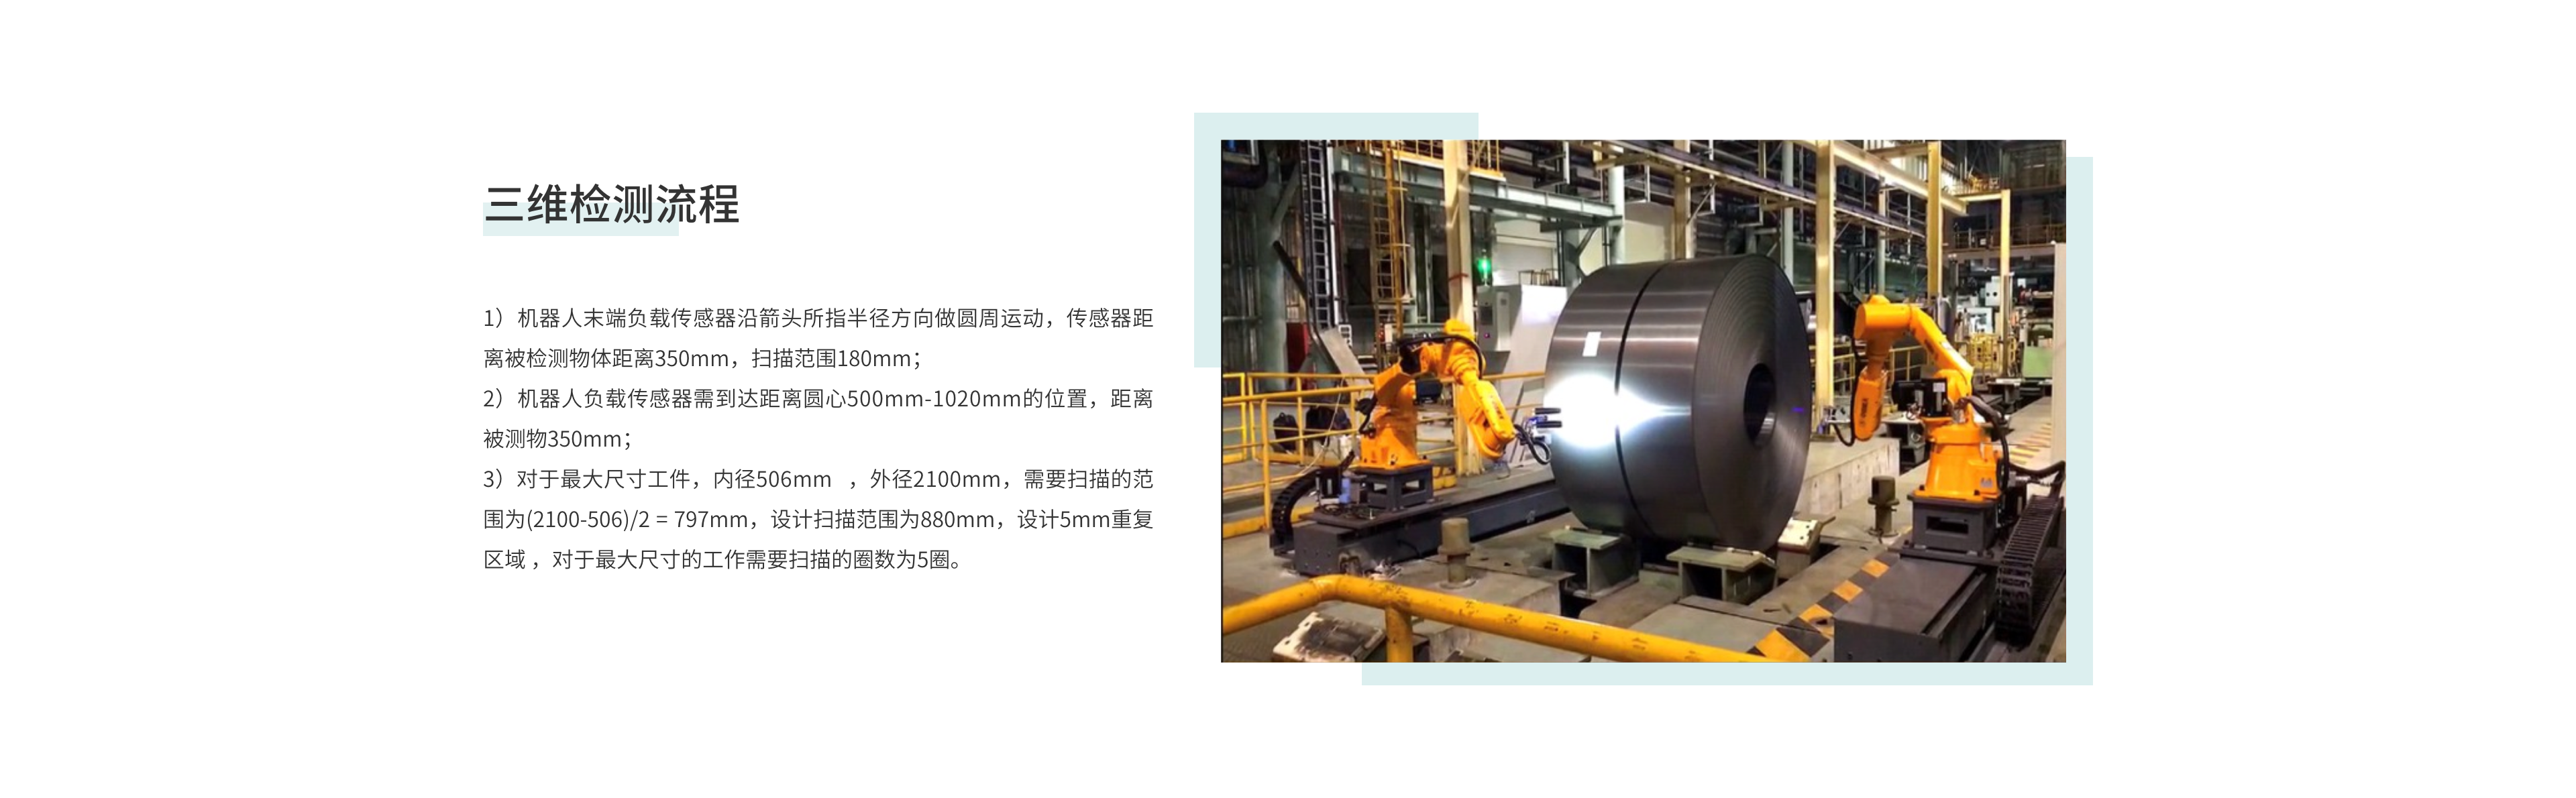 三维检测流程
1）机器人末端负载传感器沿箭头所指半径方向做圆周运动，传感器距
离被检测物体距离350mm，扫描范围180mm；
2）机器人负载传感器需到达距离圆心500mm-1020mm的位置，距离
被测物350mm；
3）对于最大尺寸工件，内径506mm ，外径2100mm，需要扫描的范
围为(2100-506)/2 = 797mm，设计扫描范围为880mm，设计5mm重复
区域 ，对于最大尺寸的工作需要扫描的圈数为5圈。